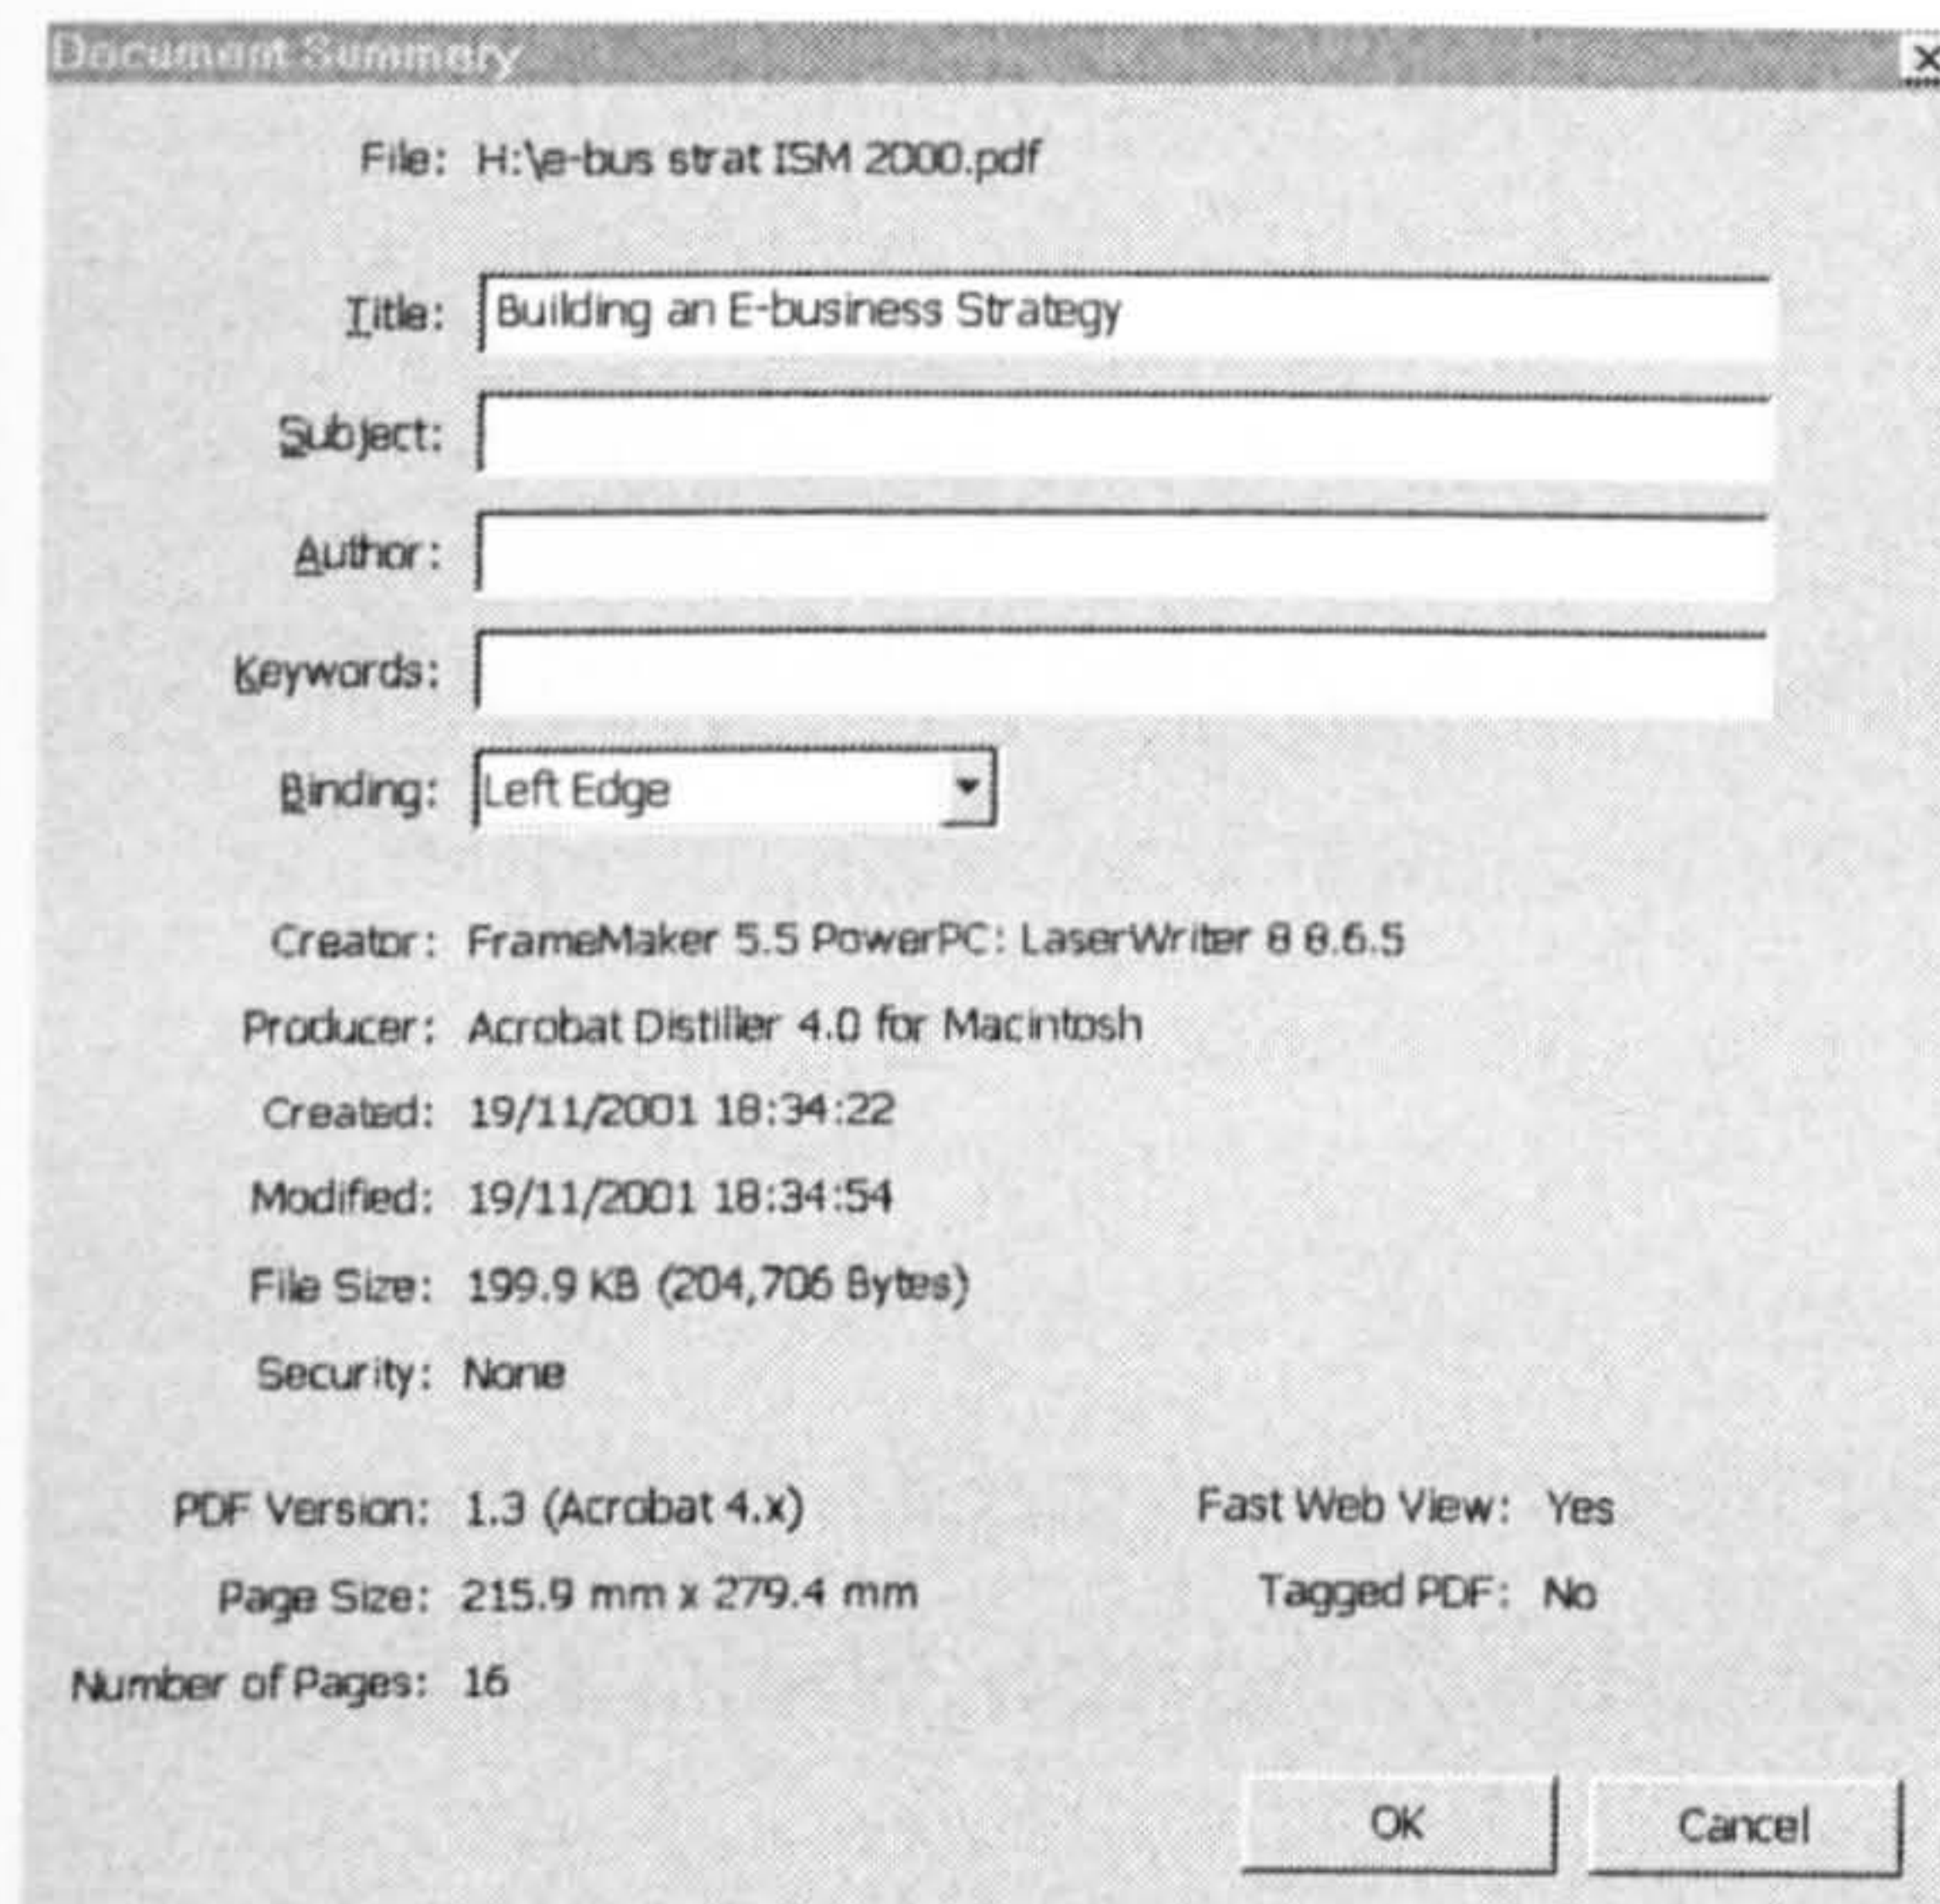 Document Summary
File: H:\e-bus strat ISM 2000.pdf
Title: Building an E-business Strategy
Subject:
Author:
Keywords:
Binding: Left Edge
Creator: FrameMaker 5.5 PowerPC: LaserWriter 8 8.6.5
Producer: Acrobat Distiller 4.0 for Macintosh
Created: 19/11/2001 18:34:22
Modified: 19/11/2001 18:34:54
File Size: 199.9 KB (204,706 Bytes)
Security: None
PDF Version: 1.3 (Acrobat 4.x) Fast Web View: Yes
Page Size: 215.9 mm x 279.4 mm Tagged PDF: No
Number of Pages: 16
OK Cancel